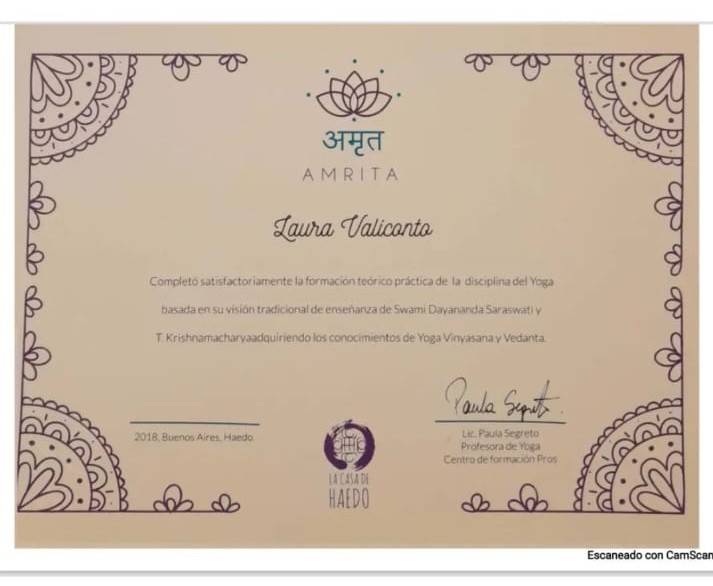 अमृत
AMRITA
Laura Valiconto
Completó satisfactoriamente la formación teórico práctica de la disciplina del Yoga
basada en su visión tradicional de enseñanza de Swami Dayananda Saraswati y
T. Krishnamacharyaadquiriendo los conocimientos de Yoga Vinyasana y Vedanta.
Paula Segreto
2018, Buenos Aires, Haedo
Lic. Paula Segreto
Profesora de Yoga
Centro de formación Pros
LA CASA DE
HAEDO
Escaneado con CamScan